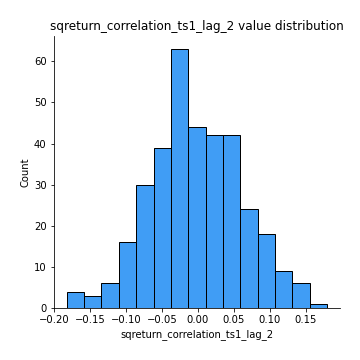 sqreturn_correlation_ts1_lag_2 value distribution
60
50
40
30
20
10
0
Count
−0.20 −0.15 −0.10 −0.05 0.00 0.05 0.10 0.15
sqreturn_correlation_ts1_lag_2